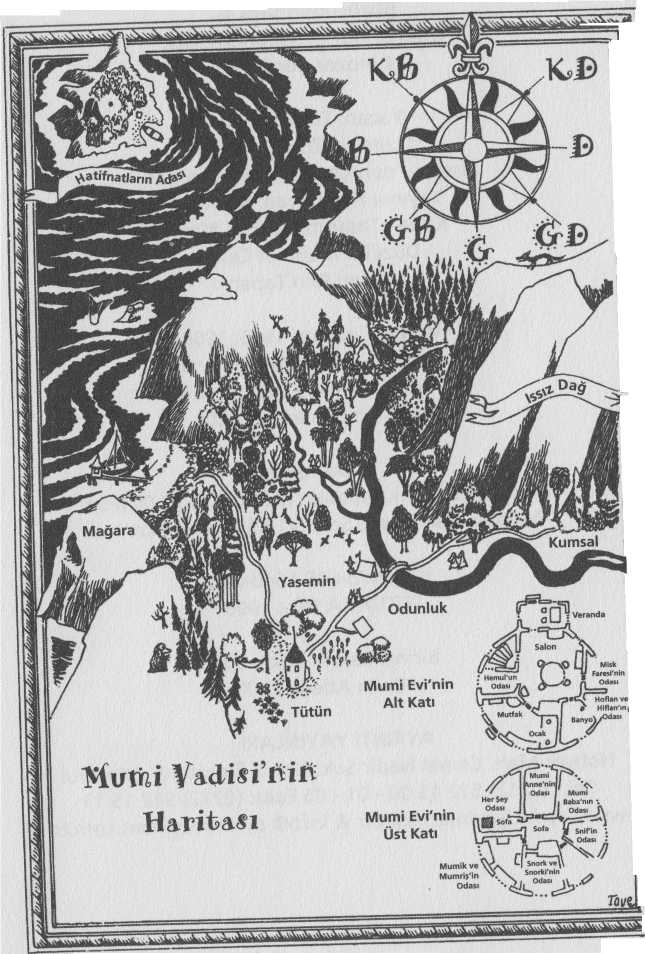 KB
KD
B
D
GB
G
GD
Hatifnatların Adası
Issız Dağ
Mağara
Kumsal
Yasemin
Odunluk
Tütün
Mumi Evi'nin
Alt Katı
Veranda
Salon
Hemul'un
Odası
Misk
Faresi'nin
Odası
Hoflan ve
Hiflan'ın
Odası
Mutfak
Banyo
Ocak
Mumi Vadisi'nin
Haritası
Mumi Evi'nin
Üst Katı
Mumi
Anne'nin
Odası
Mumi
Baba'nın
Odası
Her Şey
Odası
Sofa
Sofa
Snif'in
Odası
Snork ve
Snorki'nin
Odası
Mumik ve
Mumriş'in
Odası
Tove